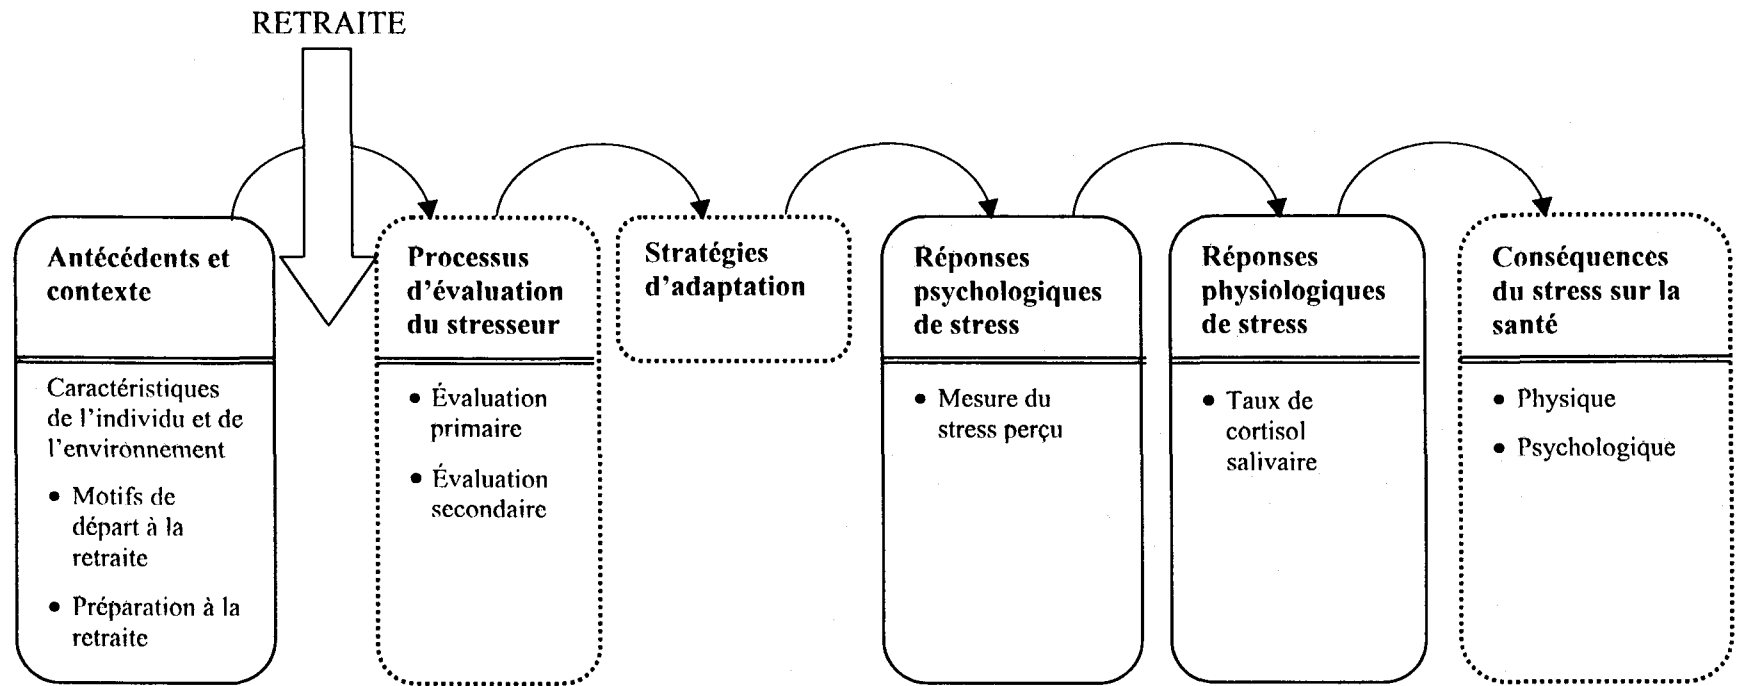 RETRAITE
Antécédents et
contexte
Caractéristiques
de l'individu et de
l'environnement
• Motifs de
départ à la
retraite
• Préparation à la
retraite
Processus
d'évaluation
du stresseur
• Évaluation
primaire
• Évaluation
secondaire
Stratégies
d'adaptation
Réponses
psychologiques
de stress
• Mesure du
stress perçu
Réponses
physiologiques
de stress
• Taux de
cortisol
salivaire
Conséquences
du stress sur la
santé
• Physique
• Psychologique